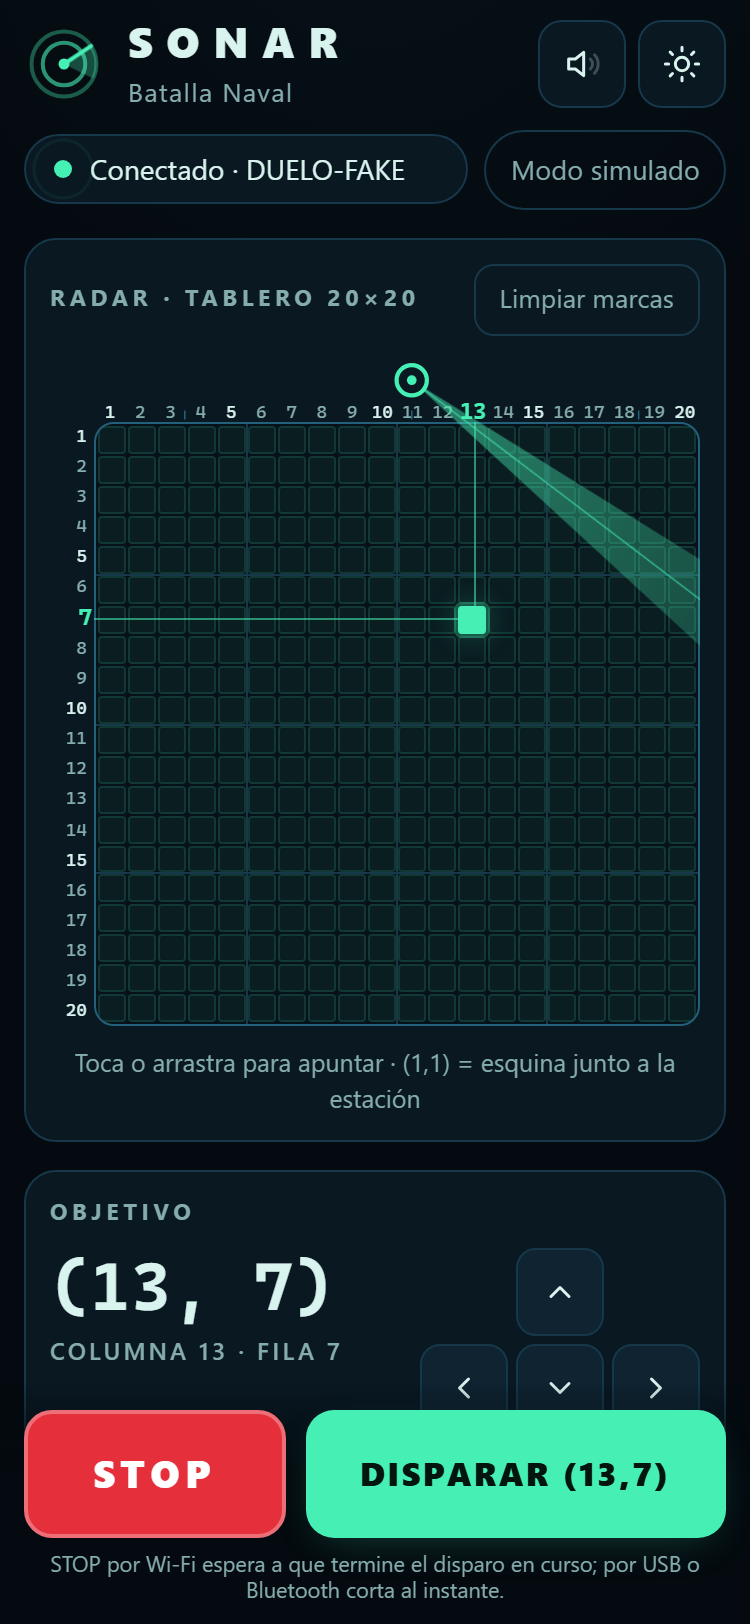 SONAR
Batalla Naval
Conectado · DUELO-FAKE
Modo simulado
RADAR · TABLERO 20×20
Limpiar marcas
1 2 3 4 5 6 7 8 9 10 11 12 13 14 15 16 17 18 19 20
1
2
3
4
5
6
7
8
9
10
11
12
13
14
15
16
17
18
19
20
Toca o arrastra para apuntar · (1,1) = esquina junto a la
estación
OBJETIVO
(13, 7)
COLUMNA 13 · FILA 7
STOP
DISPARAR (13,7)
STOP por Wi-Fi espera a que termine el disparo en curso; por USB o
Bluetooth corta al instante.